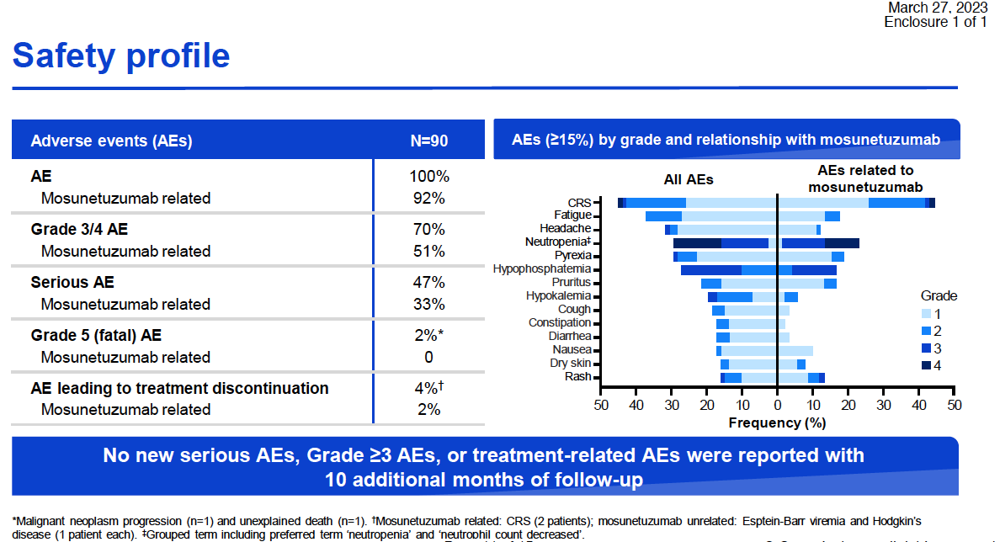 March 27, 2023
Enclosure 1 of 1
Safety profile
Adverse events (AEs) N=90
AE 100%
Mosunetuzumab related 92%
Grade 3/4 AE 70%
Mosunetuzumab related 51%
Serious AE 47%
Mosunetuzumab related 33%
Grade 5 (fatal) AE 2%*
Mosunetuzumab related 0
AE leading to treatment discontinuation 4%†
Mosunetuzumab related 2%
AEs (≥15%) by grade and relationship with mosunetuzumab
All AEs
AEs related to
mosunetuzumab
CRS
Fatigue
Headache
Neutropenia‡
Pyrexia
Hypophosphatemia
Pruritus
Hypokalemia
Cough
Constipation
Diarrhea
Nausea
Dry skin
Rash
Grade
1
2
3
4
50 40 30 20 10 0 20 30 40 50
Frequency (%)
No new serious AEs, Grade ≥3 AEs, or treatment-related AEs were reported with
10 additional months of follow-up
*Malignant neoplasm progression (n=1) and unexplained death (n=1). †Mosunetuzumab related: CRS (2 patients); mosunetuzumab unrelated: Esptein-Barr viremia and Hodgkin's
disease (1 patient each). ‡Grouped term including preferred term 'neutropenia' and 'neutrophil count decreased'.